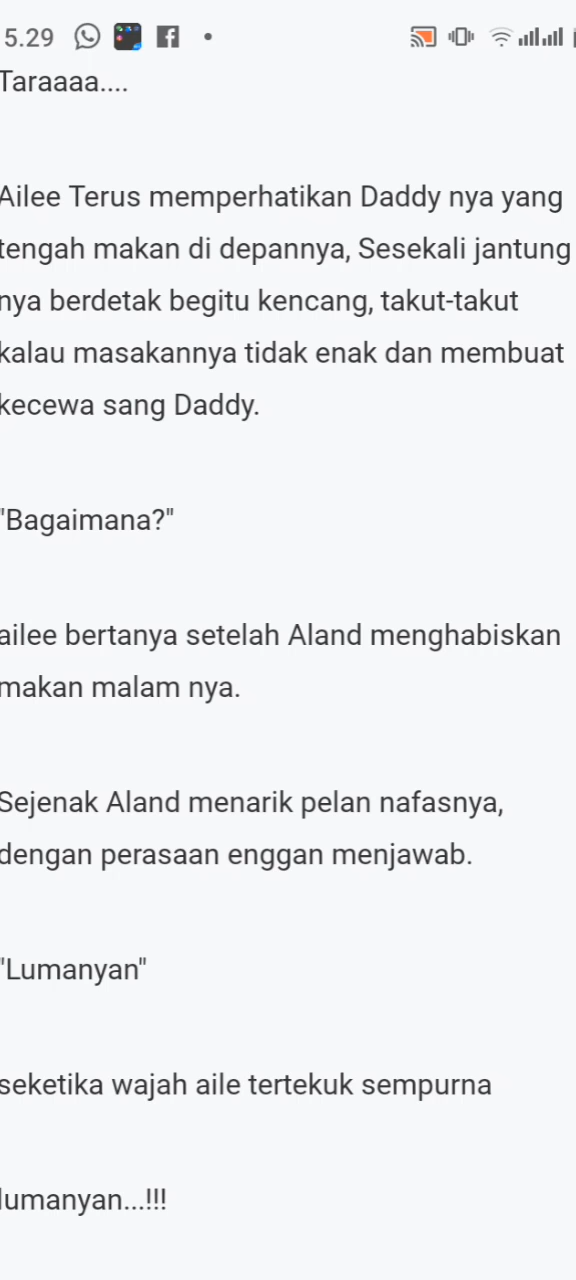 5.29
Taraaaa....
Ailee Terus memperhatikan Daddy nya yang
tengah makan di depannya, Sesekali jantung
nya berdetak begitu kencang, takut-takut
kalau masakannya tidak enak dan membuat
kecewa sang Daddy.
"Bagaimana?"
ailee bertanya setelah Aland menghabiskan
makan malam nya.
Sejenak Aland menarik pelan nafasnya,
dengan perasaan enggan menjawab.
"Lumanyan"
seketika wajah aile tertekuk sempurna
lumanyan...!!!